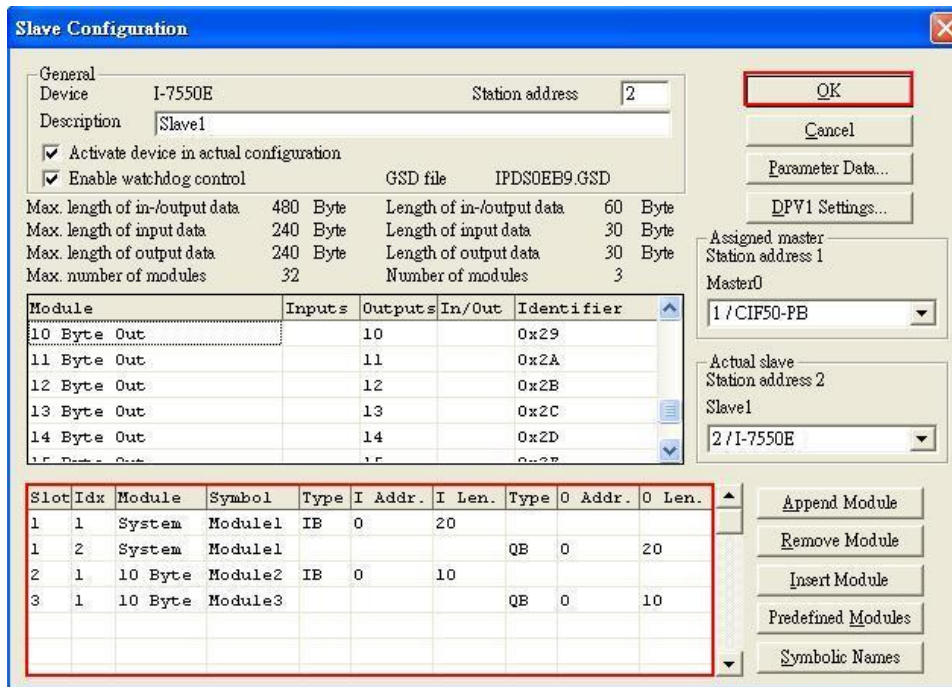 Slave Configuration
General
Device I-7550E Station address 2
Description Slave1
Activate device in actual configuration
Enable watchdog control GSD file IPDS0EB9.GSD
Max. length of in-/output data 480 Byte Length of in-/output data 60 Byte
Max. length of input data 240 Byte Length of input data 30 Byte
Max. length of output data 240 Byte Length of output data 30 Byte
Max. number of modules 32 Number of modules 3
OK
Cancel
Parameter Data...
DPV1 Settings...
Assigned master
Station address 1
Master0
1 / CIF50-PB
Actual slave
Station address 2
Slave1
2 / I-7550E
Module Inputs Outputs In/Out Identifier
10 Byte Out 10 0x29
11 Byte Out 11 0x2A
12 Byte Out 12 0x2B
13 Byte Out 13 0x2C
14 Byte Out 14 0x2D
Slot Idx Module Symbol Type I Addr. I Len. Type O Addr. O Len.
1 1 System Module1 IB 0 20
1 2 System Module1 QB 0 20
2 1 10 Byte Module2 IB 0 10
3 1 10 Byte Module3 QB 0 10
Append Module
Remove Module
Insert Module
Predefined Modules
Symbolic Names